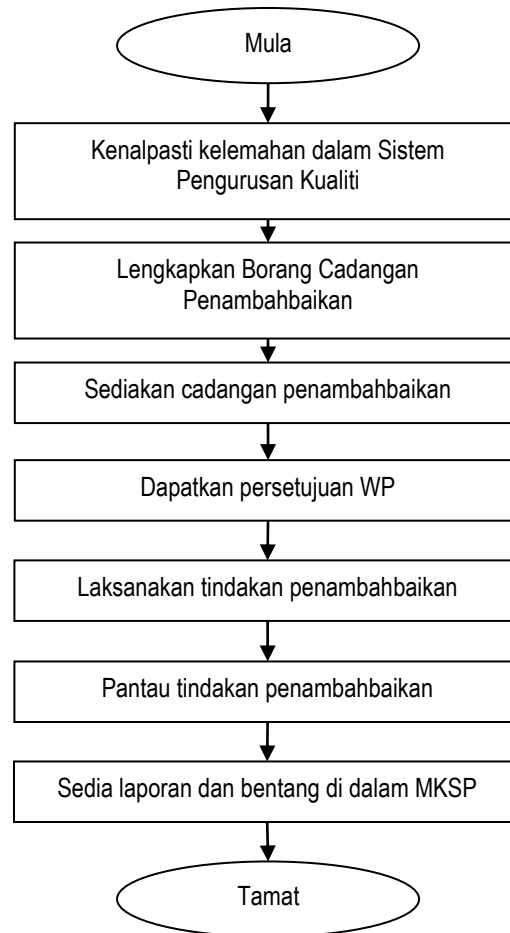 Mula
Kenalpasti kelemahan dalam Sistem
Pengurusan Kualiti
Lengkapkan Borang Cadangan
Penambahbaikan
Sediakan cadangan penambahbaikan
Dapatkan persetujuan WP
Laksanakan tindakan penambahbaikan
Pantau tindakan penambahbaikan
Sedia laporan dan bentang di dalam MKSP
Tamat